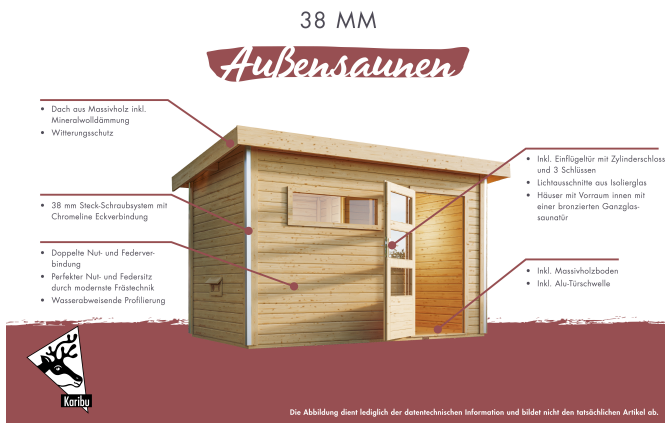 38 MM
Außensaunen
• Dach aus Massivholz inkl.
Mineralwolldämmung
• Witterungsschutz
• 38 mm Steck-Schraubsystem mit
Chromeline Eckverbindung
• Doppelte Nut- und Federver-
bindung
• Perfekter Nut- und Federsitz
durch modernste Frästechnik
• Wasserabweisende Profilierung
• Inkl. Einflügeltür mit Zylinderschloss
und 3 Schlüssen
• Lichtausschnitte aus Isolierglas
• Häuser mit Vorraum innen mit
einer bronzierten Ganzglas-
saunatür
• Inkl. Massivholzboden
• Inkl. Alu-Türschwelle
Karibu
Die Abbildung dient lediglich der datentechnischen Information und bildet nicht den tatsächlichen Artikel ab.